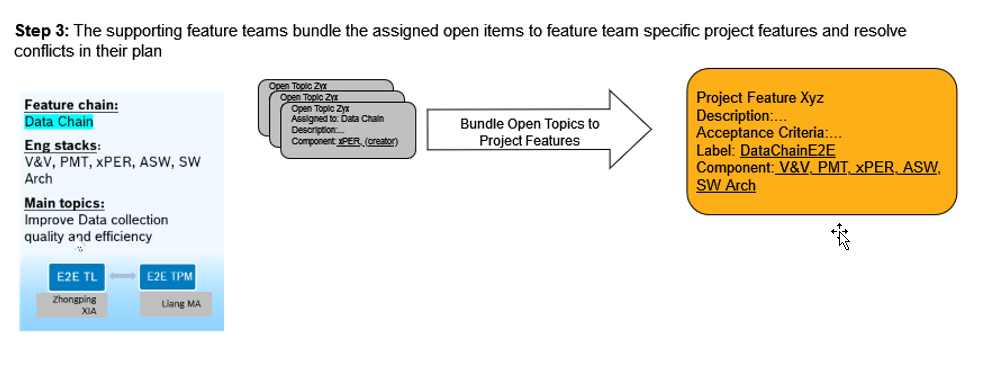 Step 3: The supporting feature teams bundle the assigned open items to feature team specific project features and resolve
conflicts in their plan
Feature chain:
Data Chain
Eng stacks:
V&V, PMT, xPER, ASW, SW
Arch
Main topics:
Improve Data collection
quality and efficiency
E2E TL
E2E TPM
Zhongping
XIA
Liang MA
Open Topic Zyx
Open Topic Zyx
Open Topic Zyx
Assigned to: Data Chain
Description:...
Component: xPER, (creator)
Bundle Open Topics to
Project Features
Project Feature Xyz
Description:...
Acceptance Criteria:...
Label: DataChainE2E
Component: V&V, PMT, xPER, ASW,
SW Arch